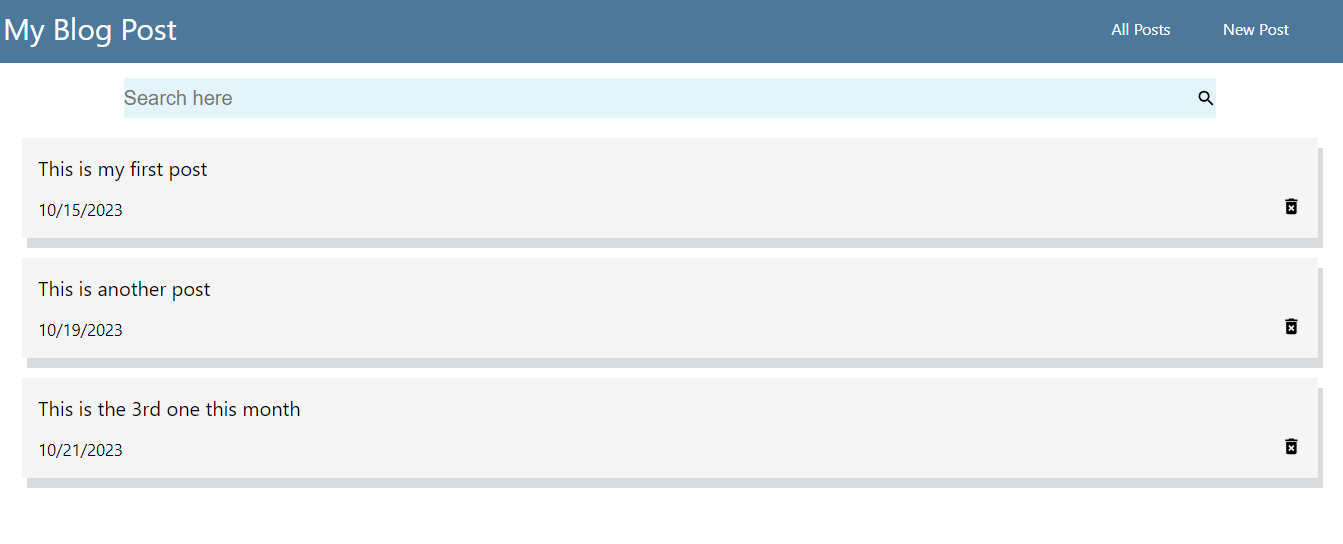 My Blog Post
All Posts
New Post
Search here
This is my first post
10/15/2023
This is another post
10/19/2023
This is the 3rd one this month
10/21/2023